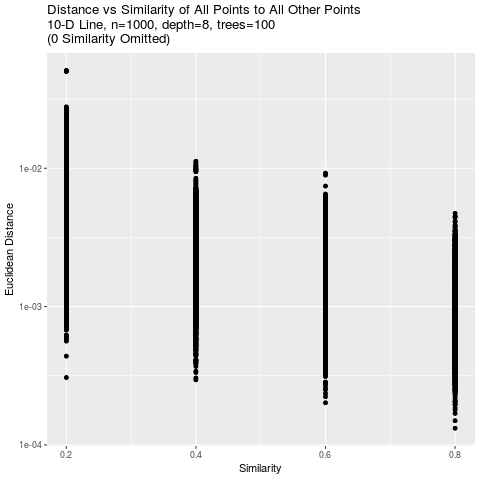 Distance vs Similarity of All Points to All Other Points
10-D Line, n=1000, depth=8, trees=100
(0 Similarity Omitted)
Euclidean Distance
1e-02
1e-03
1e-04
0.2 0.4 0.6 0.8
Similarity